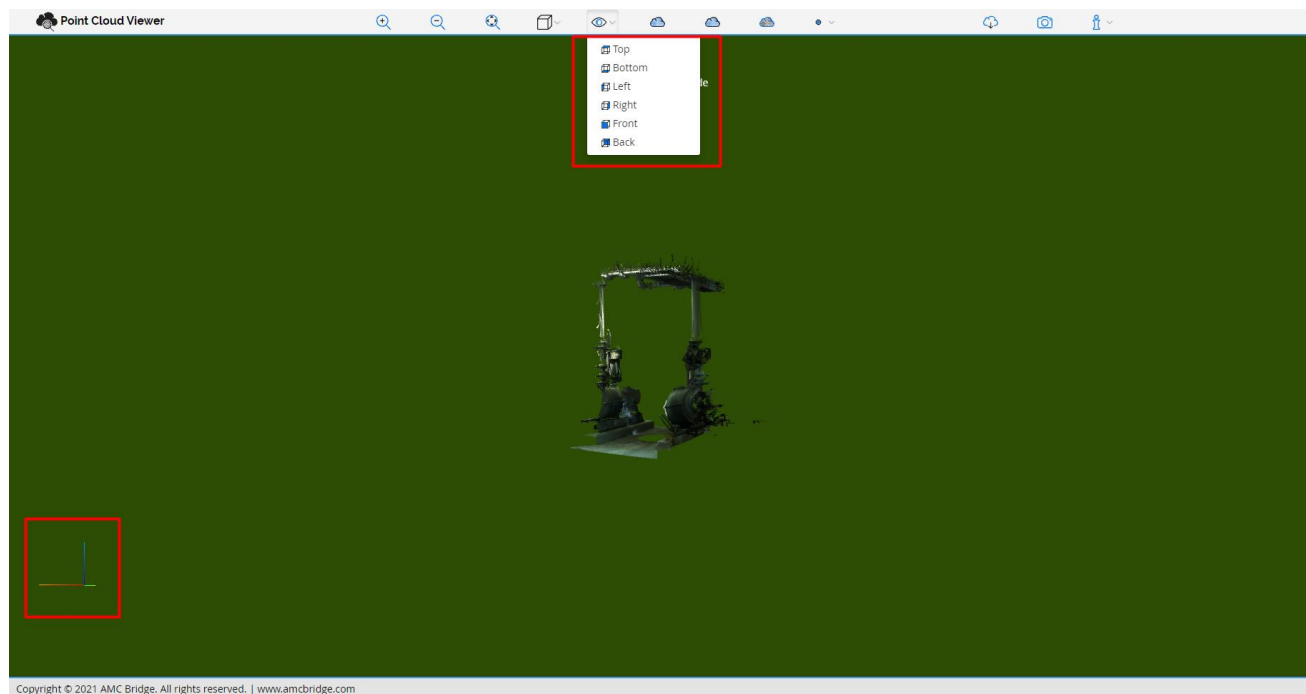 Point Cloud Viewer
Top
Bottom
Left
Right
Front
Back
Copyright © 2021 AMC Bridge. All rights reserved. | www.amcbridge.com